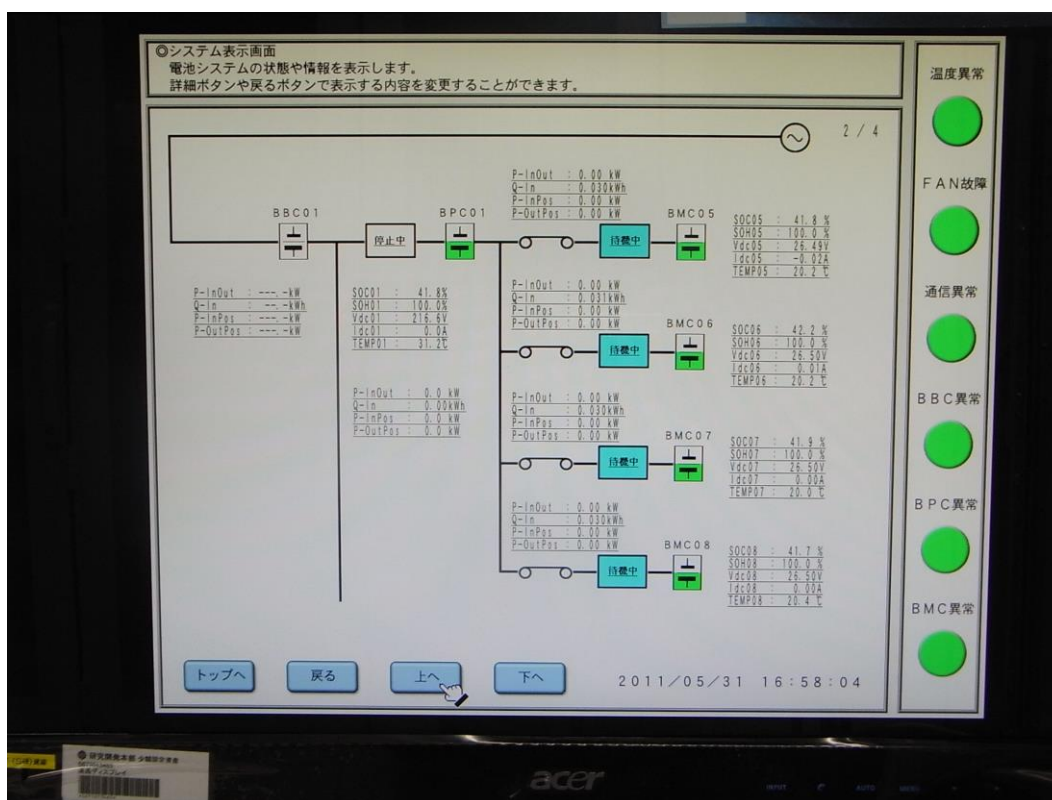 ◎システム表示画面
電池システムの状態や情報を表示します。
詳細ボタンや戻るボタンで表示する内容を変更することができます。
2 / 4
BBC01
P-InOut : ---.-kW
Q-In : --.--kWh
P-InPos : ---.-kW
P-OutPos : ---.-kW
停止中
BPC01
SOC01 : 41.8%
SOH01 : 100.0%
Vdc01 : 216.6V
Idc01 : 0.0A
TEMP01 : 31.2℃
P-InOut : 0.0 kW
Q-In : 0.00kWh
P-InPos : 0.0 kW
P-OutPos : 0.0 kW
P-InOut : 0.00 kW
Q-In : 0.030kWh
P-InPos : 0.00 kW
P-OutPos : 0.00 kW
待機中
BMC05
SOC05 : 41.8 %
SOH05 : 100.0 %
Vdc05 : 26.49V
Idc05 : -0.02A
TEMP05 : 20.2 ℃
P-InOut : 0.00 kW
Q-In : 0.031kWh
P-InPos : 0.00 kW
P-OutPos : 0.00 kW
待機中
BMC06
SOC06 : 42.2 %
SOH06 : 100.0 %
Vdc06 : 26.50V
Idc06 : 0.01A
TEMP06 : 20.2 ℃
P-InOut : 0.00 kW
Q-In : 0.030kWh
P-InPos : 0.00 kW
P-OutPos : 0.00 kW
待機中
BMC07
SOC07 : 41.9 %
SOH07 : 100.0 %
Vdc07 : 26.50V
Idc07 : 0.00A
TEMP07 : 20.0 ℃
P-InOut : 0.00 kW
Q-In : 0.030kWh
P-InPos : 0.00 kW
P-OutPos : 0.00 kW
待機中
BMC08
SOC08 : 41.7 %
SOH08 : 100.0 %
Vdc08 : 26.50V
Idc08 : 0.00A
TEMP08 : 20.4 ℃
トップへ
戻る
上へ
下へ
2011/05/31 16:58:04
温度異常
FAN故障
通信異常
BBC異常
BPC異常
BMC異常
acer
INPUT
AUTO
MENU